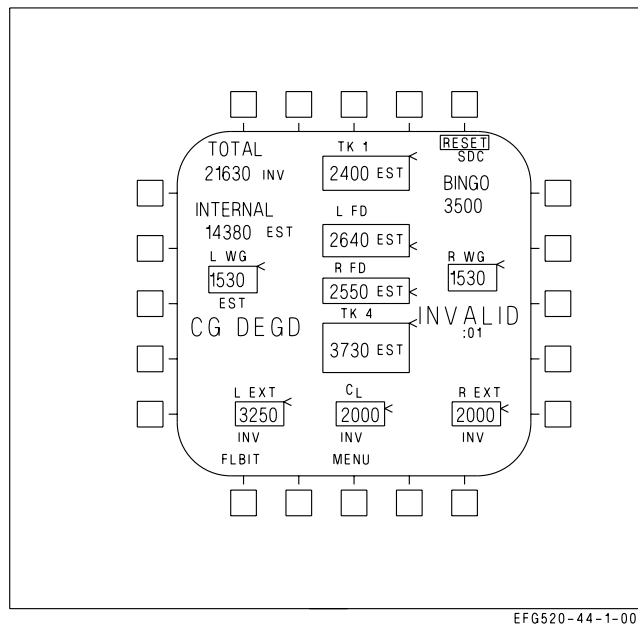 TOTAL
21630 INV
TK 1
2400 EST
RESET
SDC
BINGO
3500
INTERNAL
14380 EST
L FD
2640 EST
L WG
1530
EST
R FD
2550 EST
R WG
1530
CG DEGD
TK 4
3730 EST
INVALID
:01
L EXT
3250
INV
CL
2000
INV
R EXT
2000
INV
FLBIT
MENU
EFG520-44-1-00